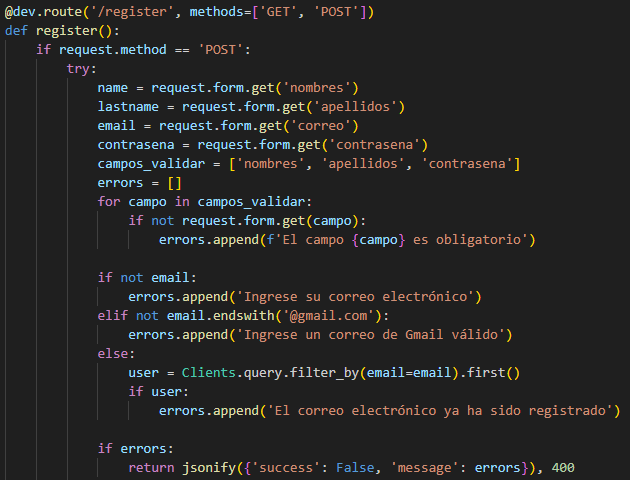 @dev.route('/register', methods=['GET', 'POST'])
def register():
    if request.method == 'POST':
        try:
            name = request.form.get('nombres')
            lastname = request.form.get('apellidos')
            email = request.form.get('correo')
            contrasena = request.form.get('contrasena')
            campos_validar = ['nombres', 'apellidos', 'contrasena']
            errors = []
            for campo in campos_validar:
                if not request.form.get(campo):
                    errors.append(f'El campo {campo} es obligatorio')

            if not email:
                errors.append('Ingrese su correo electrónico')
            elif not email.endswith('@gmail.com'):
                errors.append('Ingrese un correo de Gmail válido')
            else:
                user = Clients.query.filter_by(email=email).first()
                if user:
                    errors.append('El correo electrónico ya ha sido registrado')

            if errors:
                return jsonify({'success': False, 'message': errors}), 400